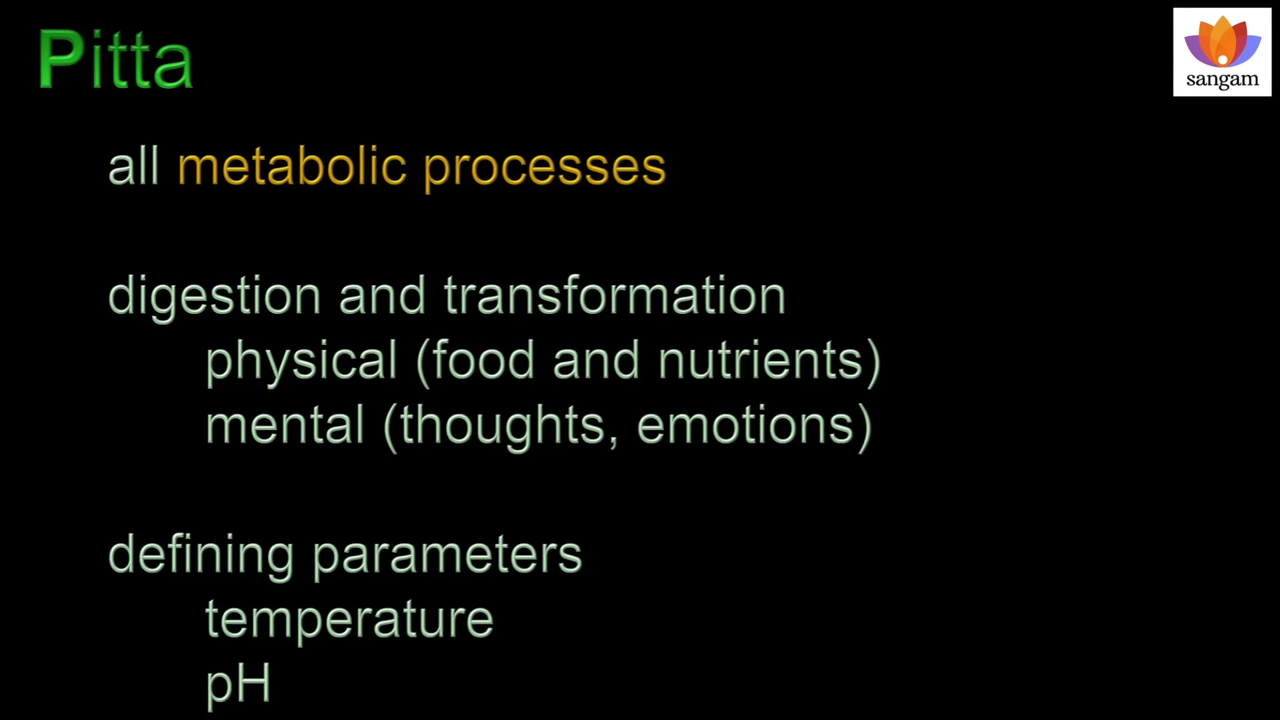 Pitta
sangam
all metabolic processes
digestion and transformation
physical (food and nutrients)
mental (thoughts, emotions)
defining parameters
temperature
pH